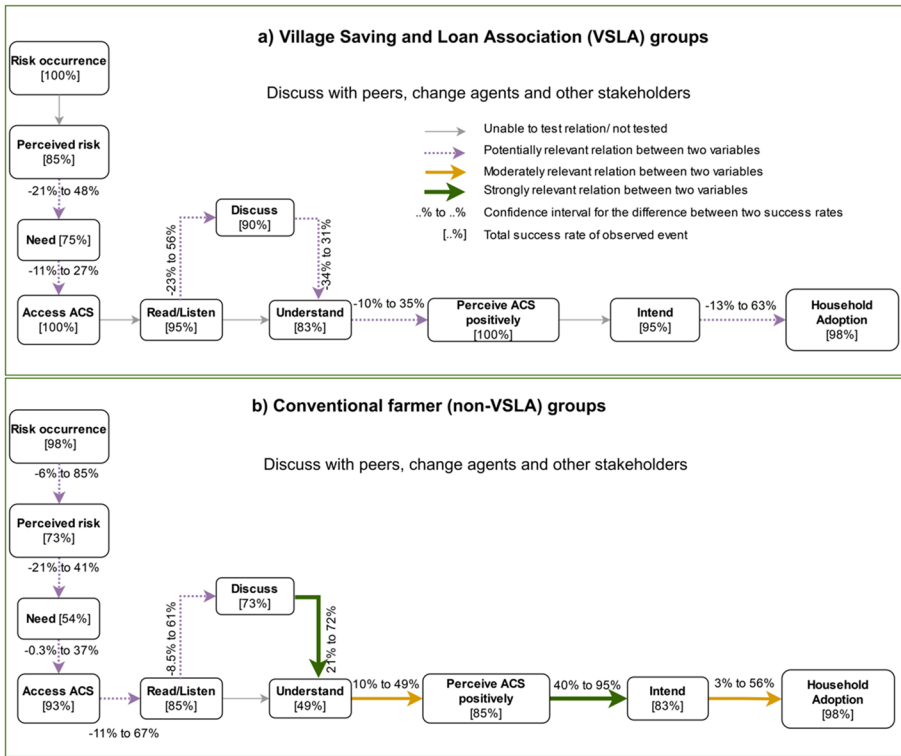 a) Village Saving and Loan Association (VSLA) groups
Risk occurrence
[100%]
Discuss with peers, change agents and other stakeholders
Unable to test relation/ not tested
Potentially relevant relation between two variables
Moderately relevant relation between two variables
Strongly relevant relation between two variables
..% to ..% Confidence interval for the difference between two success rates
[..%] Total success rate of observed event
Perceived risk
[85%]
-21% to 48%
Need [75%]
-11% to 27%
Access ACS
[100%]
Read/Listen
[95%]
-23% to 56%
Discuss
[90%]
-34% to 31%
Understand
[83%]
-10% to 35%
Perceive ACS
positively
[100%]
Intend
[95%]
-13% to 63%
Household
Adoption
[98%]
b) Conventional farmer (non-VSLA) groups
Risk occurrence
[98%]
Discuss with peers, change agents and other stakeholders
-6% to 85%
Perceived risk
[73%]
-21% to 41%
Need [54%]
-0.3% to 37%
Access ACS
[93%]
-11% to 67%
Read/Listen
[85%]
-8.5% to 61%
Discuss
[73%]
21% to 72%
Understand
[49%]
10% to 49%
Perceive ACS
positively
[85%]
40% to 95%
Intend
[83%]
3% to 56%
Household
Adoption
[98%]